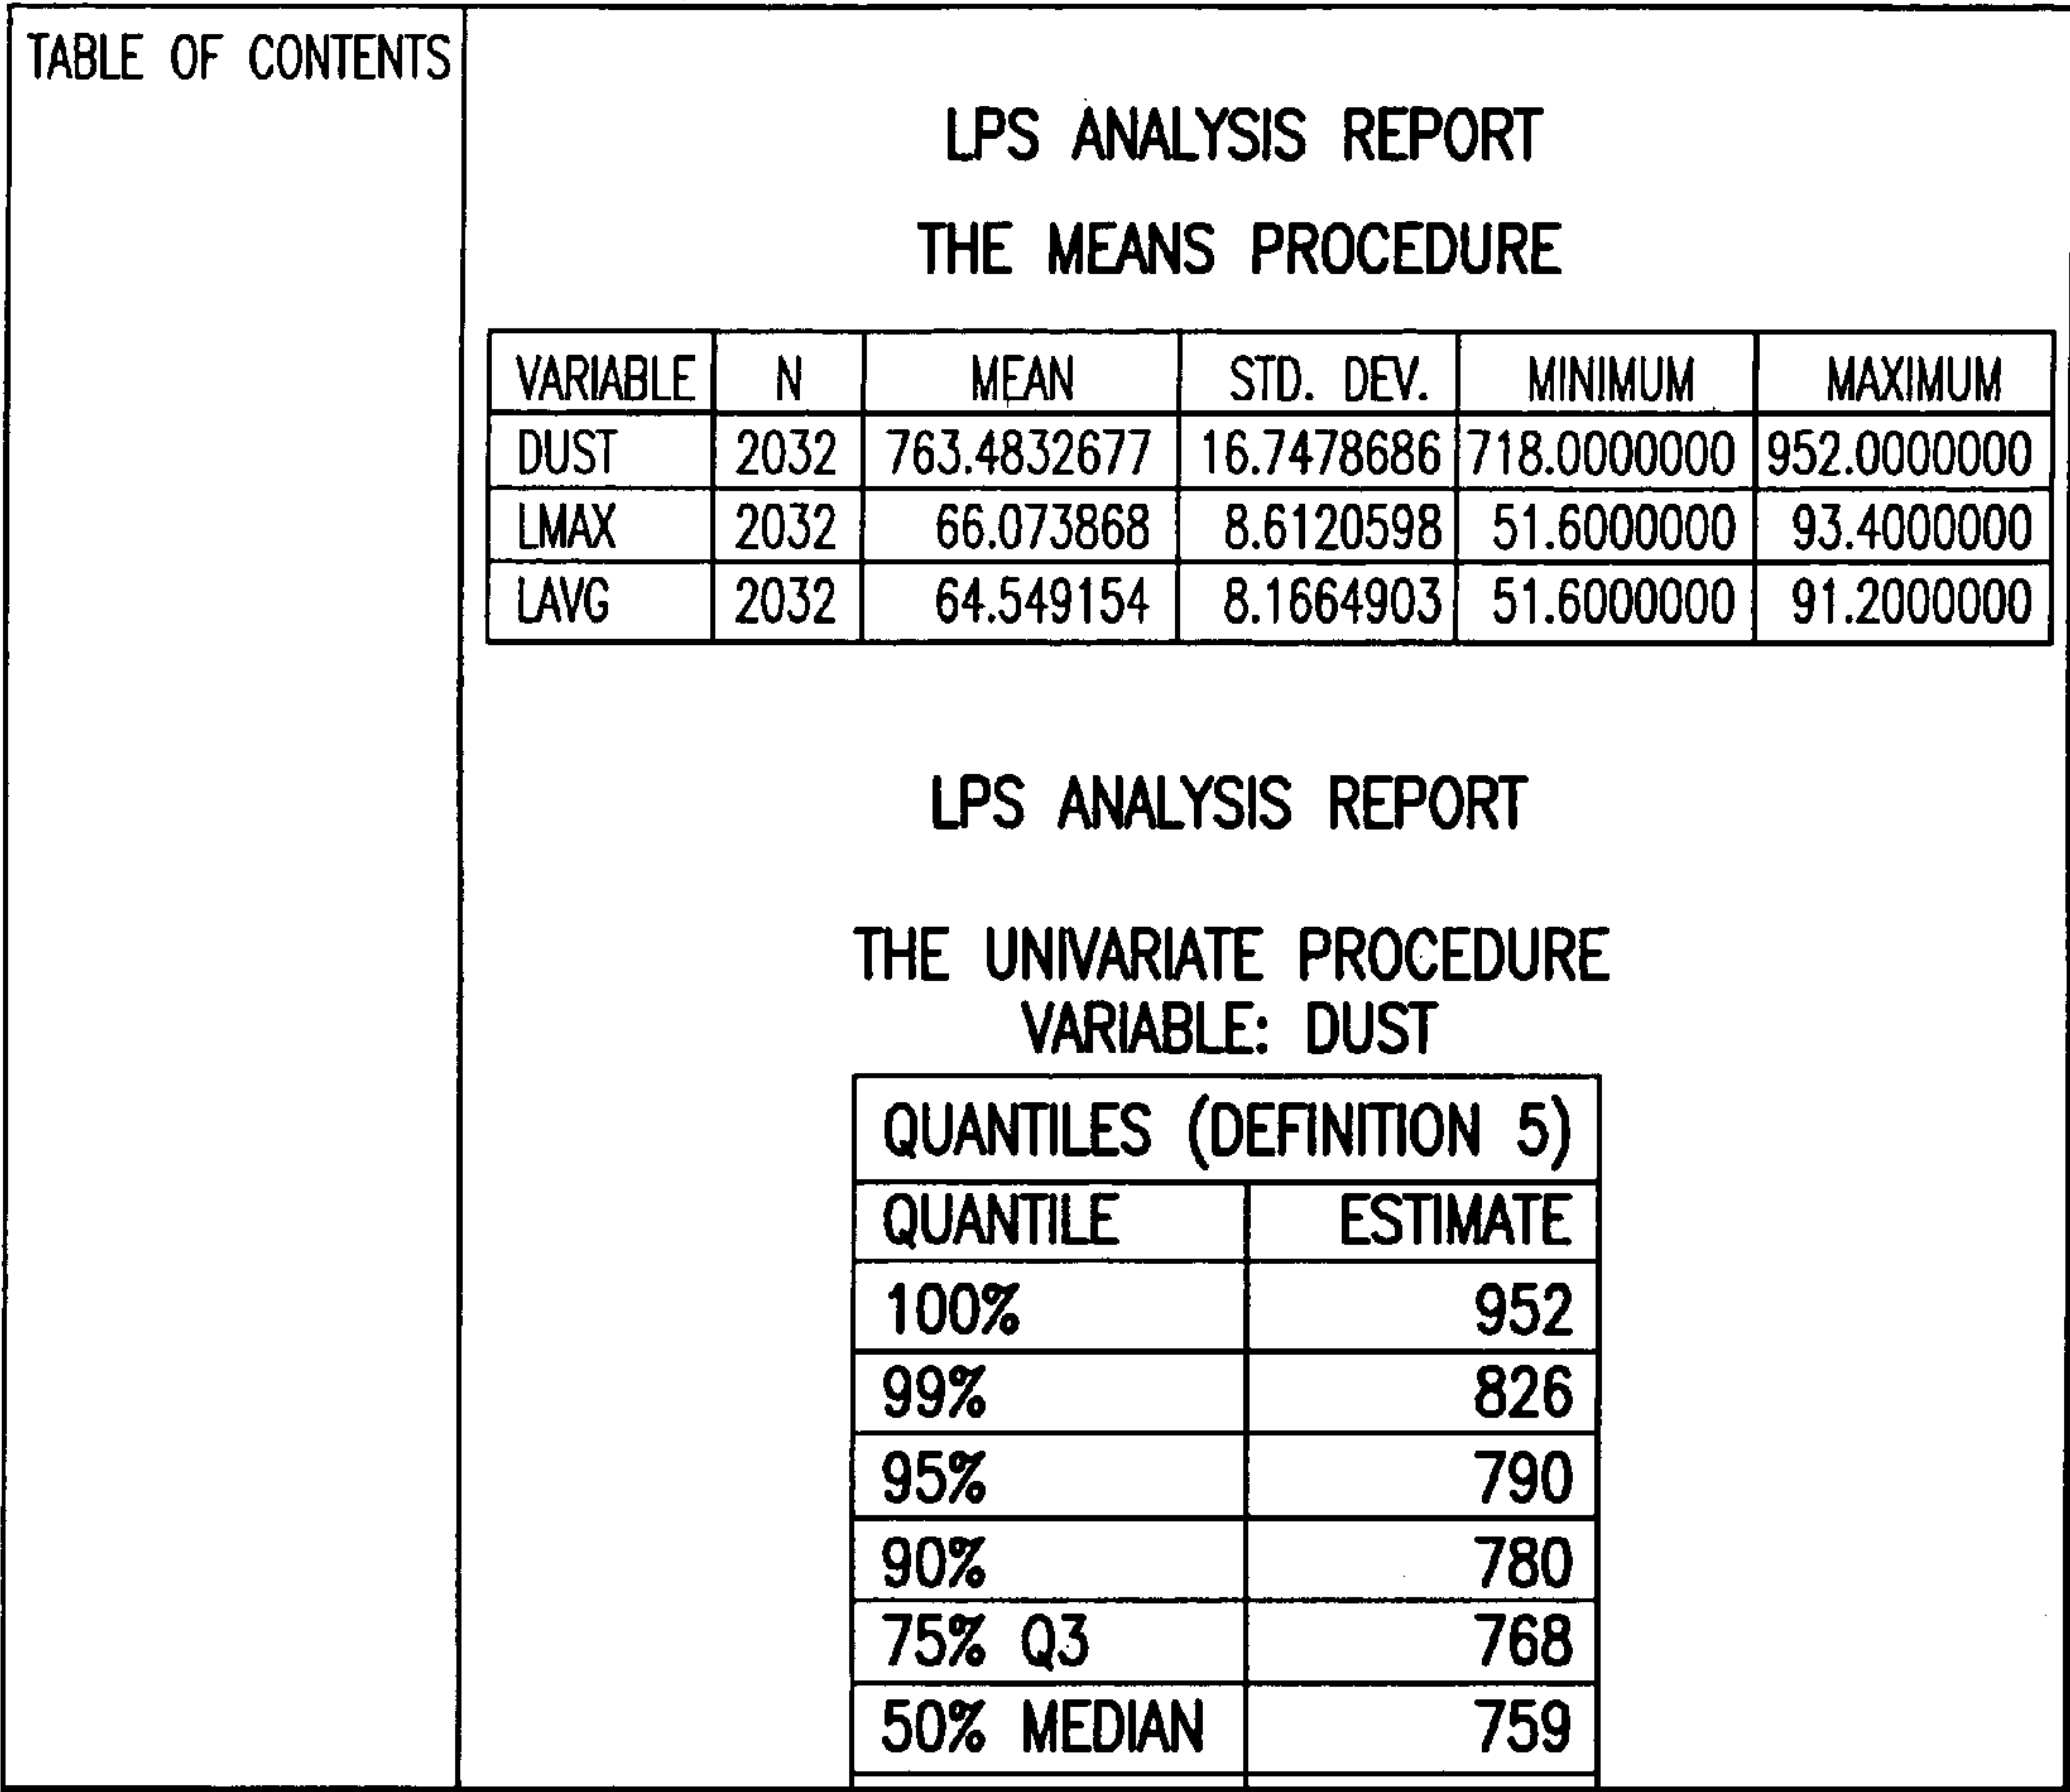 TABLE OF CONTENTS
LPS ANALYSIS REPORT
THE MEANS PROCEDURE
VARIABLE N MEAN STD. DEV. MINIMUM MAXIMUM
DUST 2032 763.4832677 16.7478686 718.0000000 952.0000000
LMAX 2032 66.073868 8.6120598 51.6000000 93.4000000
LAVG 2032 64.549154 8.1664903 51.6000000 91.2000000
LPS ANALYSIS REPORT
THE UNIVARIATE PROCEDURE
VARIABLE: DUST
QUANTILES (DEFINITION 5)
QUANTILE ESTIMATE
100% 952
99% 826
95% 790
90% 780
75% Q3 768
50% MEDIAN 759